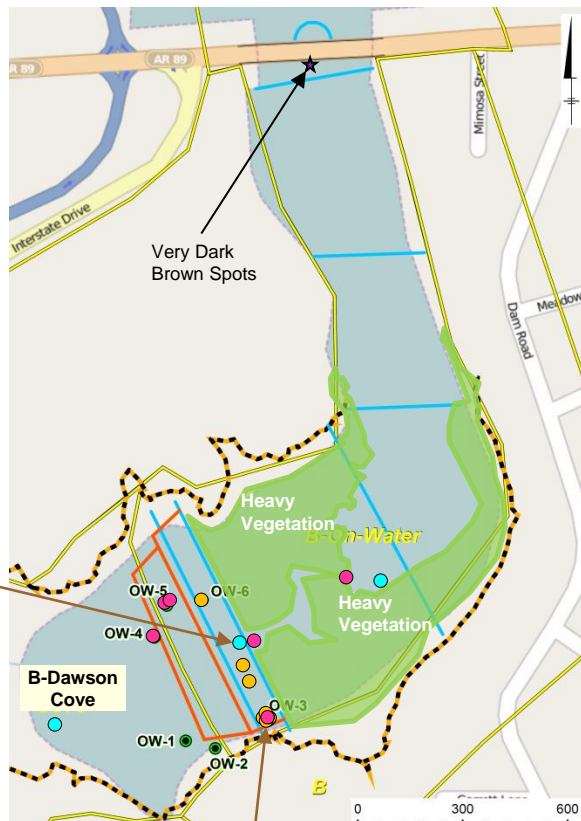 AR 89
AR 89
Mimosa Street
Interstate Drive
Very Dark
Brown Spots
Dam Road
Meadow
Heavy
Vegetation
B-On-Water
Heavy
Vegetation
OW-5
OW-6
OW-4
B-Dawson
Cove
OW-3
OW-1
OW-2
B
0 300 600